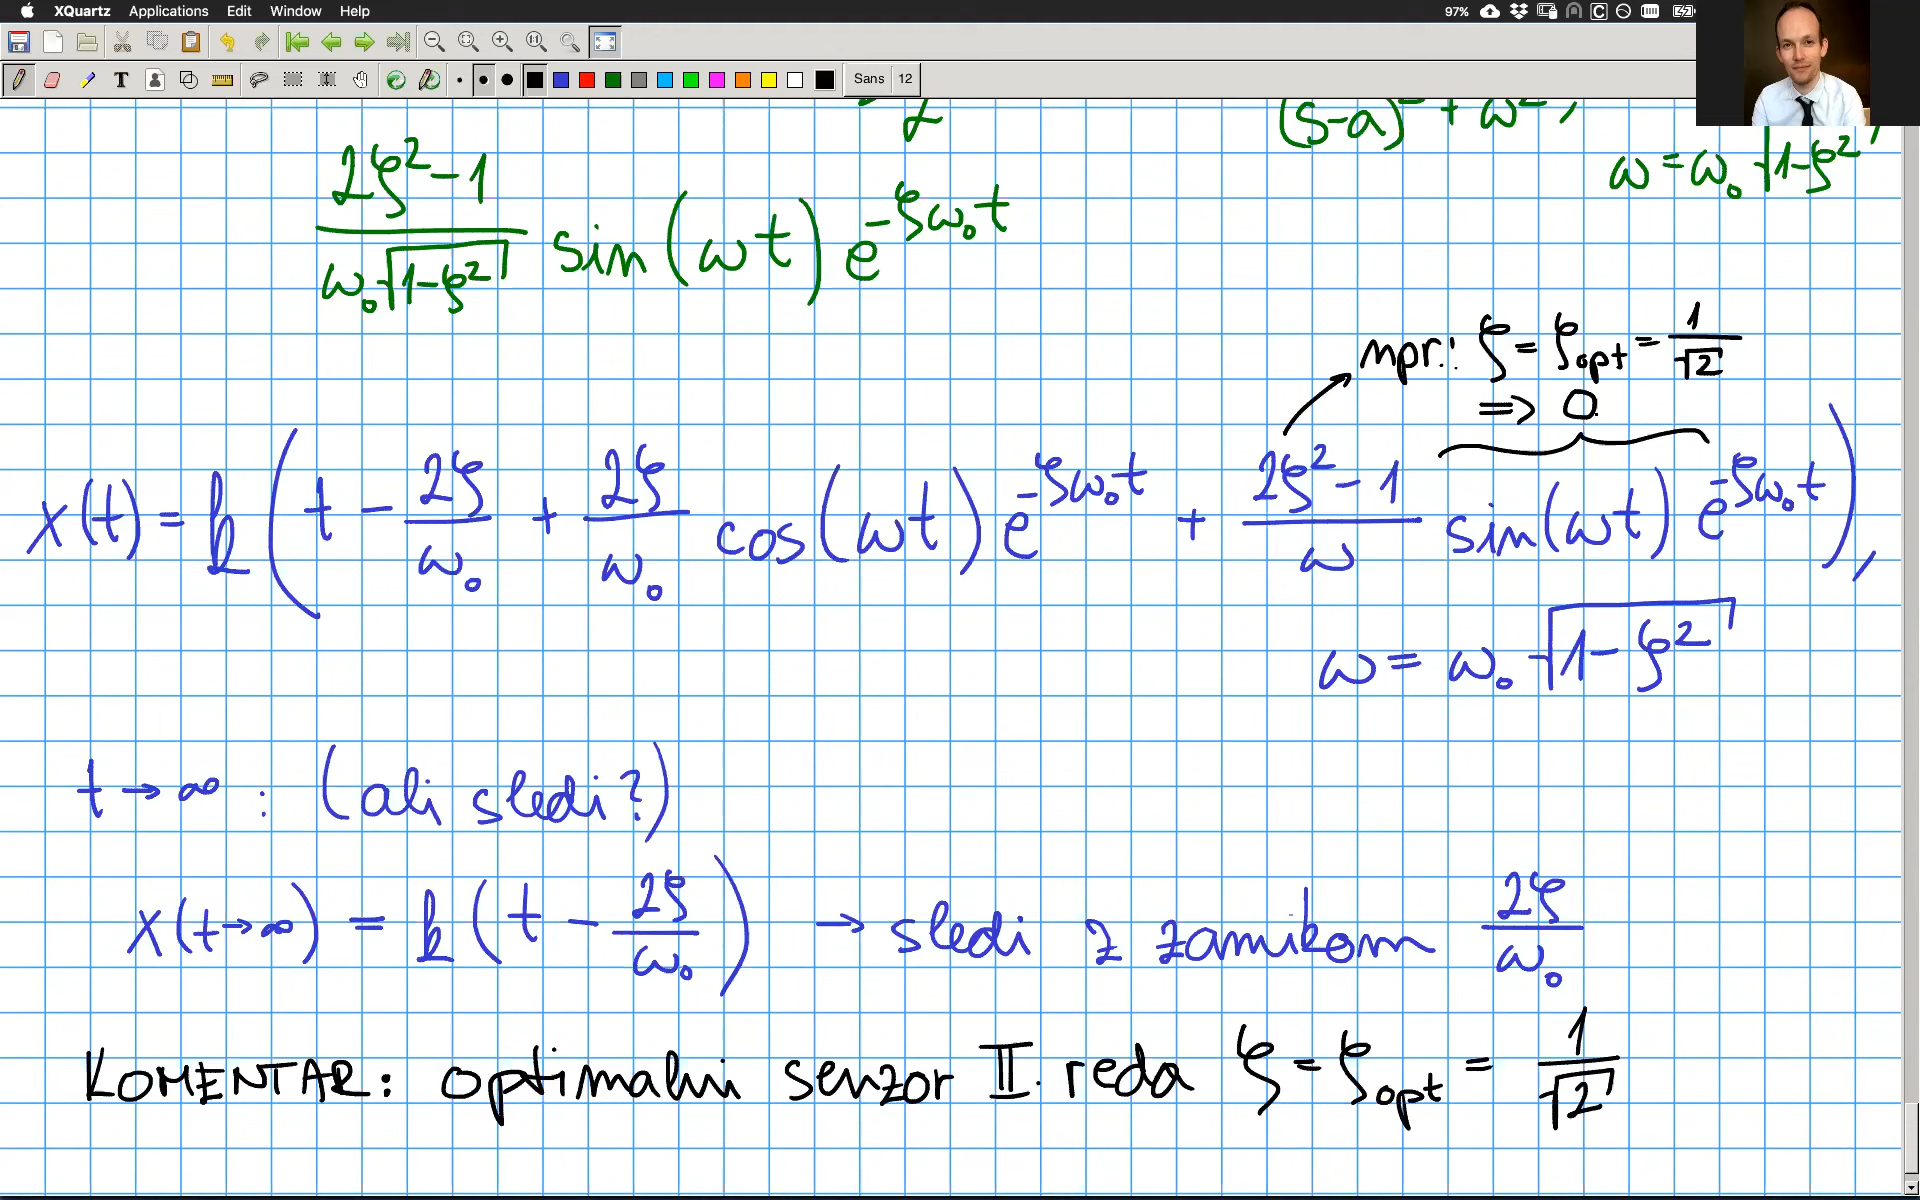 XQuartz Applications Edit Window Help 97%
Sans 12
(s-a)² + ω² ,
ω = ω₀ √(1-ζ²)
(2ζ²-1)/(ω₀√(1-ζ²)) sin(ωt) e^(-ζω₀t)
npr.: ζ = ζopt = 1/√2
=> 0
x(t) = k ( t - 2ζ/ω₀ + 2ζ/ω₀ cos(ωt) e^(-ζω₀t) + (2ζ²-1)/ω sin(ωt) e^(-ζω₀t) ),
ω = ω₀ √(1-ζ²)
t → ∞ : (ali sledi?)
x(t→∞) = k ( t - 2ζ/ω₀ ) → sledi z zamikom 2ζ/ω₀
KOMENTAR: optimalni senzor II. reda ζ = ζopt = 1/√2